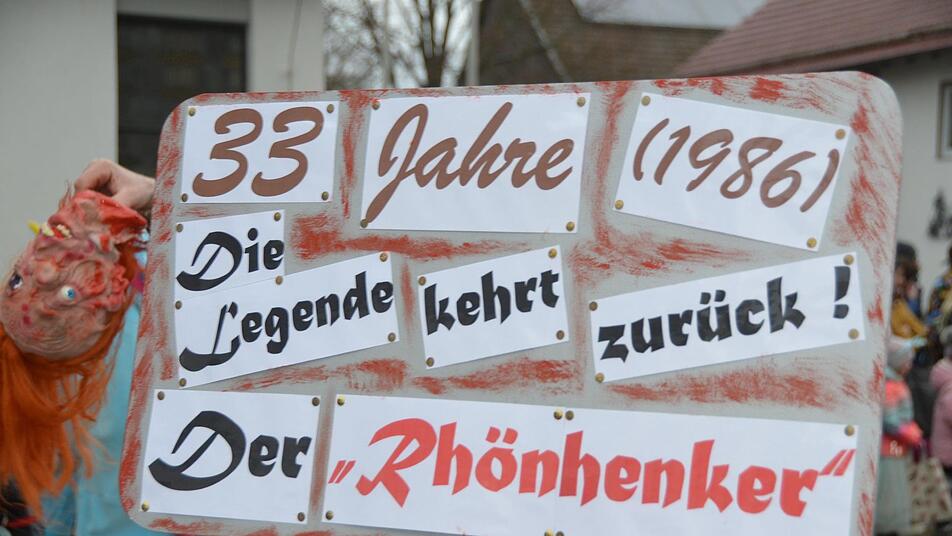 33 Jahre (1986)
Die
Legende kehrt zurück !
Der „Rhönhenker“